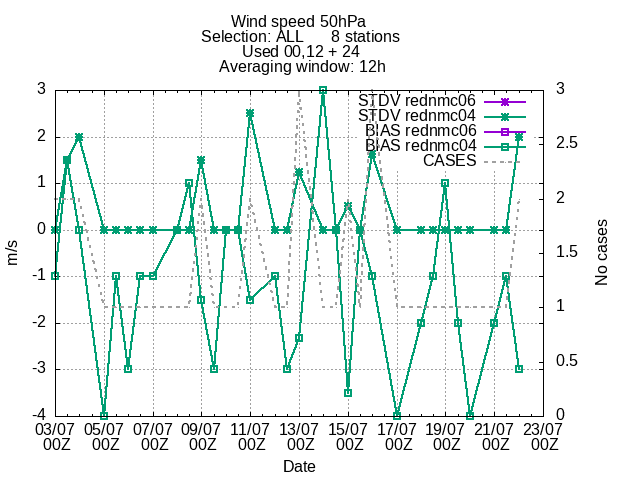 Wind speed 50hPa
Selection: ALL 8 stations
Used 00,12 + 24
Averaging window: 12h
STDV rednmc06
STDV rednmc04
BIAS rednmc06
BIAS rednmc04
CASES
3
2
1
0
-1
-2
-3
-4
m/s
3
2.5
2
1.5
1
0.5
0
No cases
03/07 05/07 07/07 09/07 11/07 13/07 15/07 17/07 19/07 21/07 23/07
00Z 00Z 00Z 00Z 00Z 00Z 00Z 00Z 00Z 00Z 00Z
Date